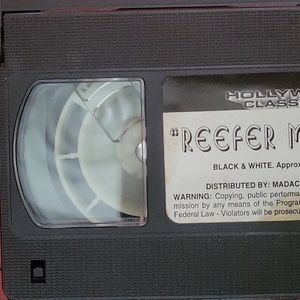 HOLLYW
CLASS
"REEFER M
BLACK & WHITE. Approx
DISTRIBUTED BY: MADAC
WARNING: Copying, public performa
mission by any means of the Program
Federal Law - Violators will be prosecu